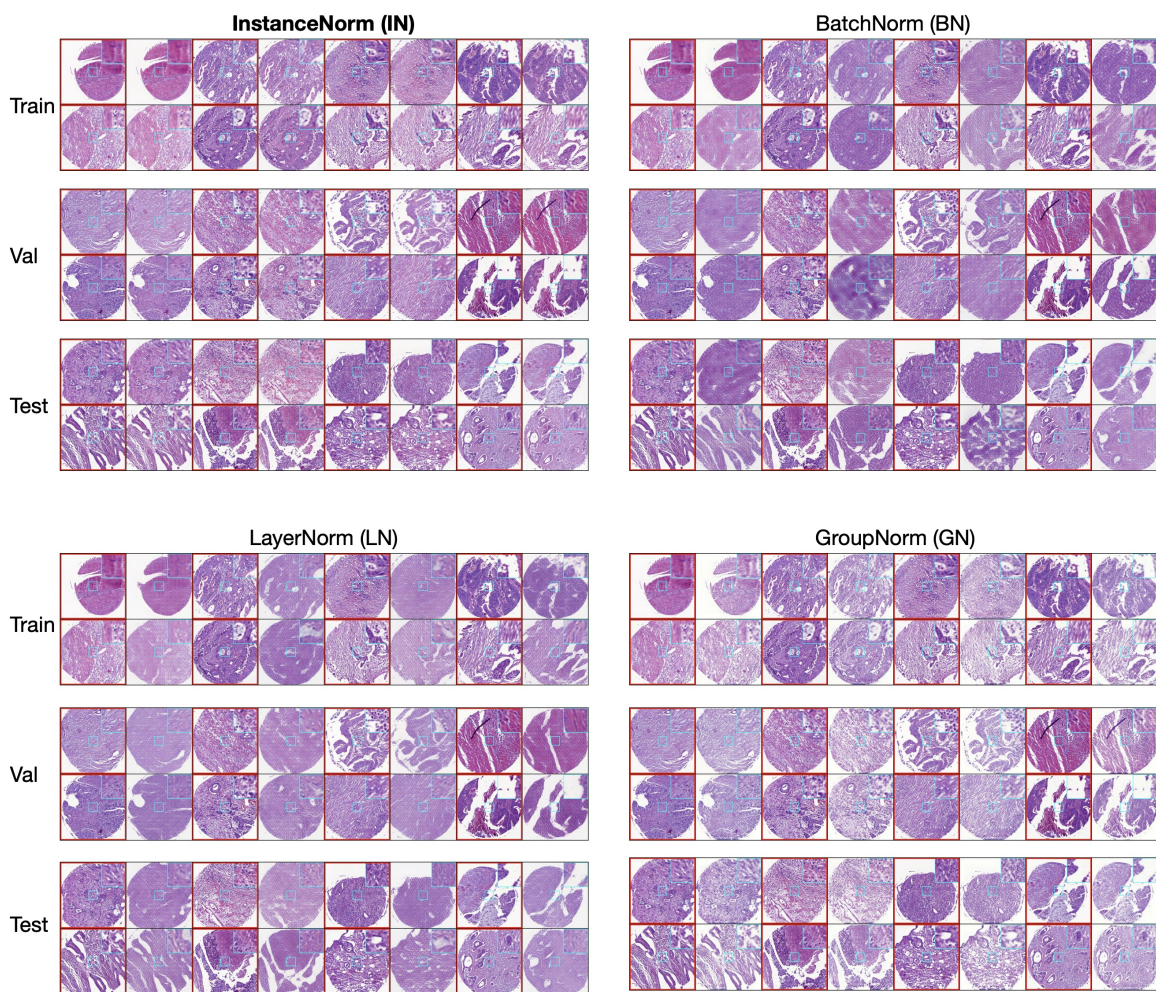 InstanceNorm (IN)
BatchNorm (BN)
Train
Val
Test
LayerNorm (LN)
GroupNorm (GN)
Train
Val
Test